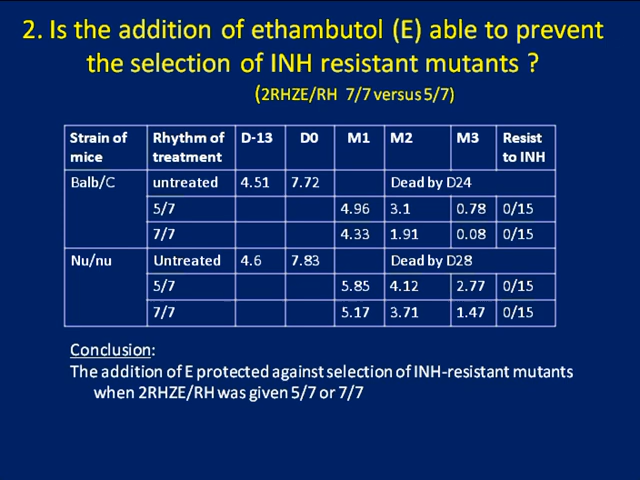 2. Is the addition of ethambutol (E) able to prevent
the selection of INH resistant mutants ?
(2RHZE/RH 7/7 versus 5/7)
Strain of mice Rhythm of treatment D-13 D0 M1 M2 M3 Resist to INH
Balb/C untreated 4.51 7.72 Dead by D24
5/7 4.96 3.1 0.78 0/15
7/7 4.33 1.91 0.08 0/15
Nu/nu Untreated 4.6 7.83 Dead by D28
5/7 5.85 4.12 2.77 0/15
7/7 5.17 3.71 1.47 0/15
Conclusion:
The addition of E protected against selection of INH-resistant mutants
when 2RHZE/RH was given 5/7 or 7/7